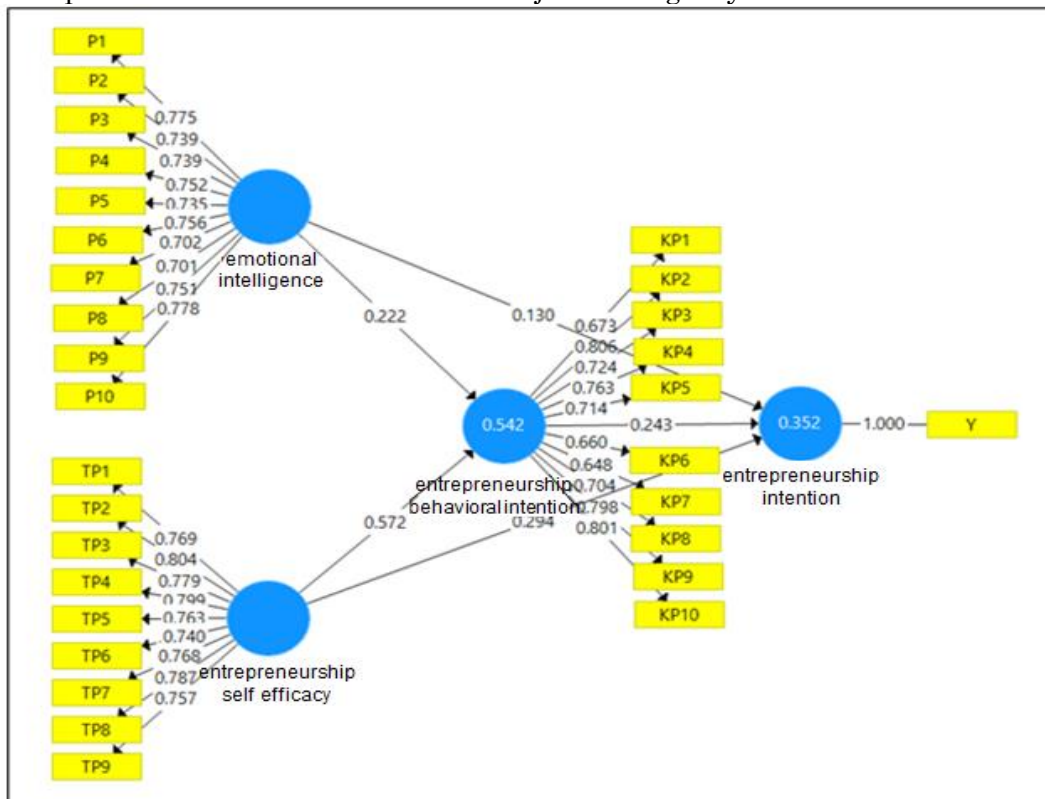 P1
P2
P3
P4
P5
P6
P7
P8
P9
P10
0.775
0.739
0.739
0.752
0.735
0.756
0.702
0.701
0.751
0.778
emotional
intelligence
0.222
0.130
TP1
TP2
TP3
TP4
TP5
TP6
TP7
TP8
TP9
0.769
0.804
0.779
0.799
0.763
0.740
0.768
0.787
0.757
entrepreneurship
self efficacy
0.572
0.294
0.542
entrepreneurship
behavioral intention
0.673
0.806
0.724
0.763
0.714
0.243
0.660
0.648
0.704
0.798
0.801
KP1
KP2
KP3
KP4
KP5
KP6
KP7
KP8
KP9
KP10
0.352
entrepreneurship
intention
1.000
Y